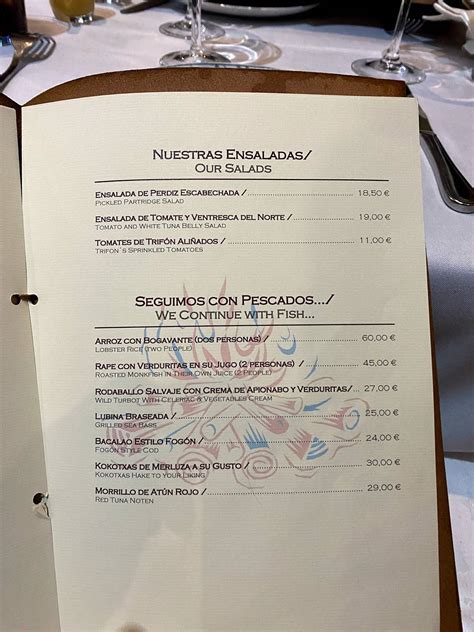 Nuestras Ensaladas/
Our Salads
Ensalada de Perdiz Escabechada / 18,50 €
Pickled Partridge Salad
Ensalada de Tomate y Ventresca del Norte / 19,00 €
Tomato and White Tuna Belly Salad
Tomates de Trifón Aliñados / 11,00 €
Trifon´s Sprinkled Tomatoes
Seguimos con Pescados.../
We Continue with Fish...
Arroz con Bogavante (dos personas) / 60,00 €
Lobster Rice (Two People)
Rape con Verduritas en su Jugo (2 personas) / 45,00 €
Roasted Monkfish in Their Own Juice (2 People)
Rodaballo Salvaje con Crema de Apionabo y Verduritas/ 27,00 €
Wild Turbot with Celeriac & Vegetables Cream
Lubina Braseada / 25,00 €
Grilled Sea Bass
Bacalao Estilo Fogón / 24,00 €
Fogón Style Cod
Kokotxas de Merluza a su Gusto / 30,00 €
Kokotxas Hake to your Liking
Morrillo de Atún Rojo / 29,00 €
Red Tuna Noten